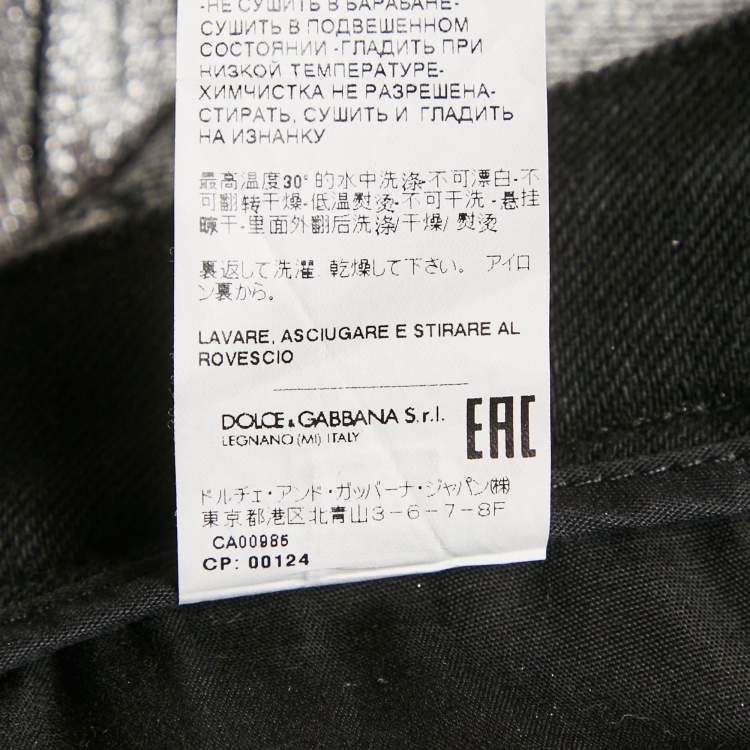 -НЕ СУШИТЬ В БАРАБАНЕ-
СУШИТЬ В ПОДВЕШЕННОМ
СОСТОЯНИИ -ГЛАДИТЬ ПРИ
НИЗКОЙ ТЕМПЕРАТУРЕ-
ХИМЧИСТКА НЕ РАЗРЕШЕНА-
СТИРАТЬ, СУШИТЬ И ГЛАДИТЬ
НА ИЗНАНКУ
最高温度30°的水中洗涤-不可漂白-不
可翻转干燥-低温熨烫-不可干洗-悬挂
晾干-里面外翻后洗涤/干燥/熨烫
裏返して洗濯、乾燥して下さい。 アイロ
ン裏から。
LAVARE, ASCIUGARE E STIRARE AL
ROVESCIO
DOLCE & GABBANA S.r.l.
LEGNANO (MI) ITALY
EAC
ドルチェ・アンド・ガッバーナ・ジャパン(株)
東京都港区北青山3-6-7-8F
CA00985
CP: 00124